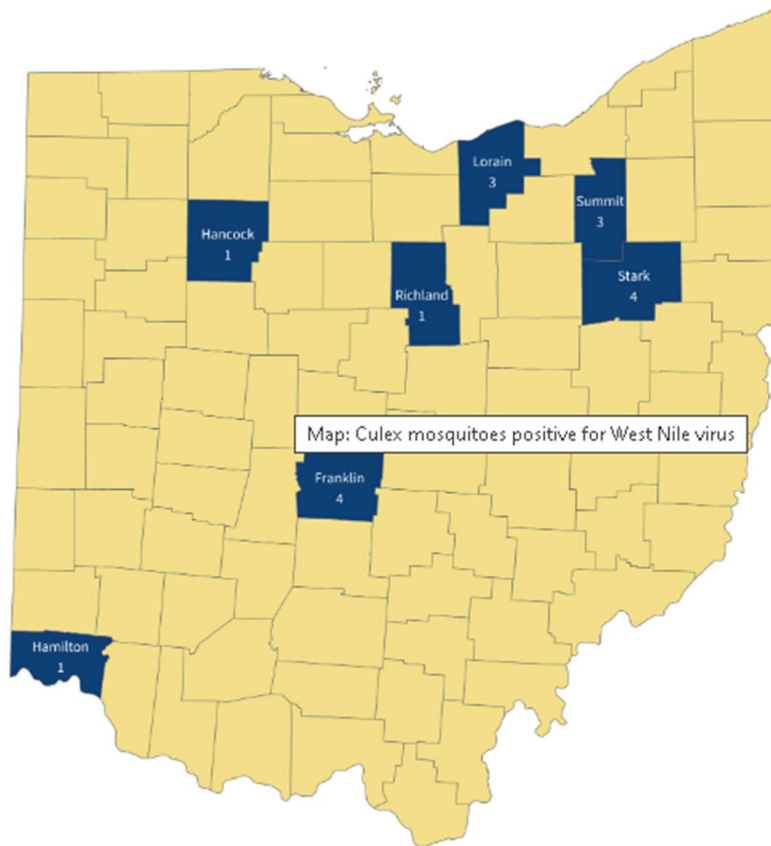 Lorain
3
Summit
3
Hancock
1
Stark
4
Richland
1
Map: Culex mosquitoes positive for West Nile virus
Franklin
4
Hamilton
1